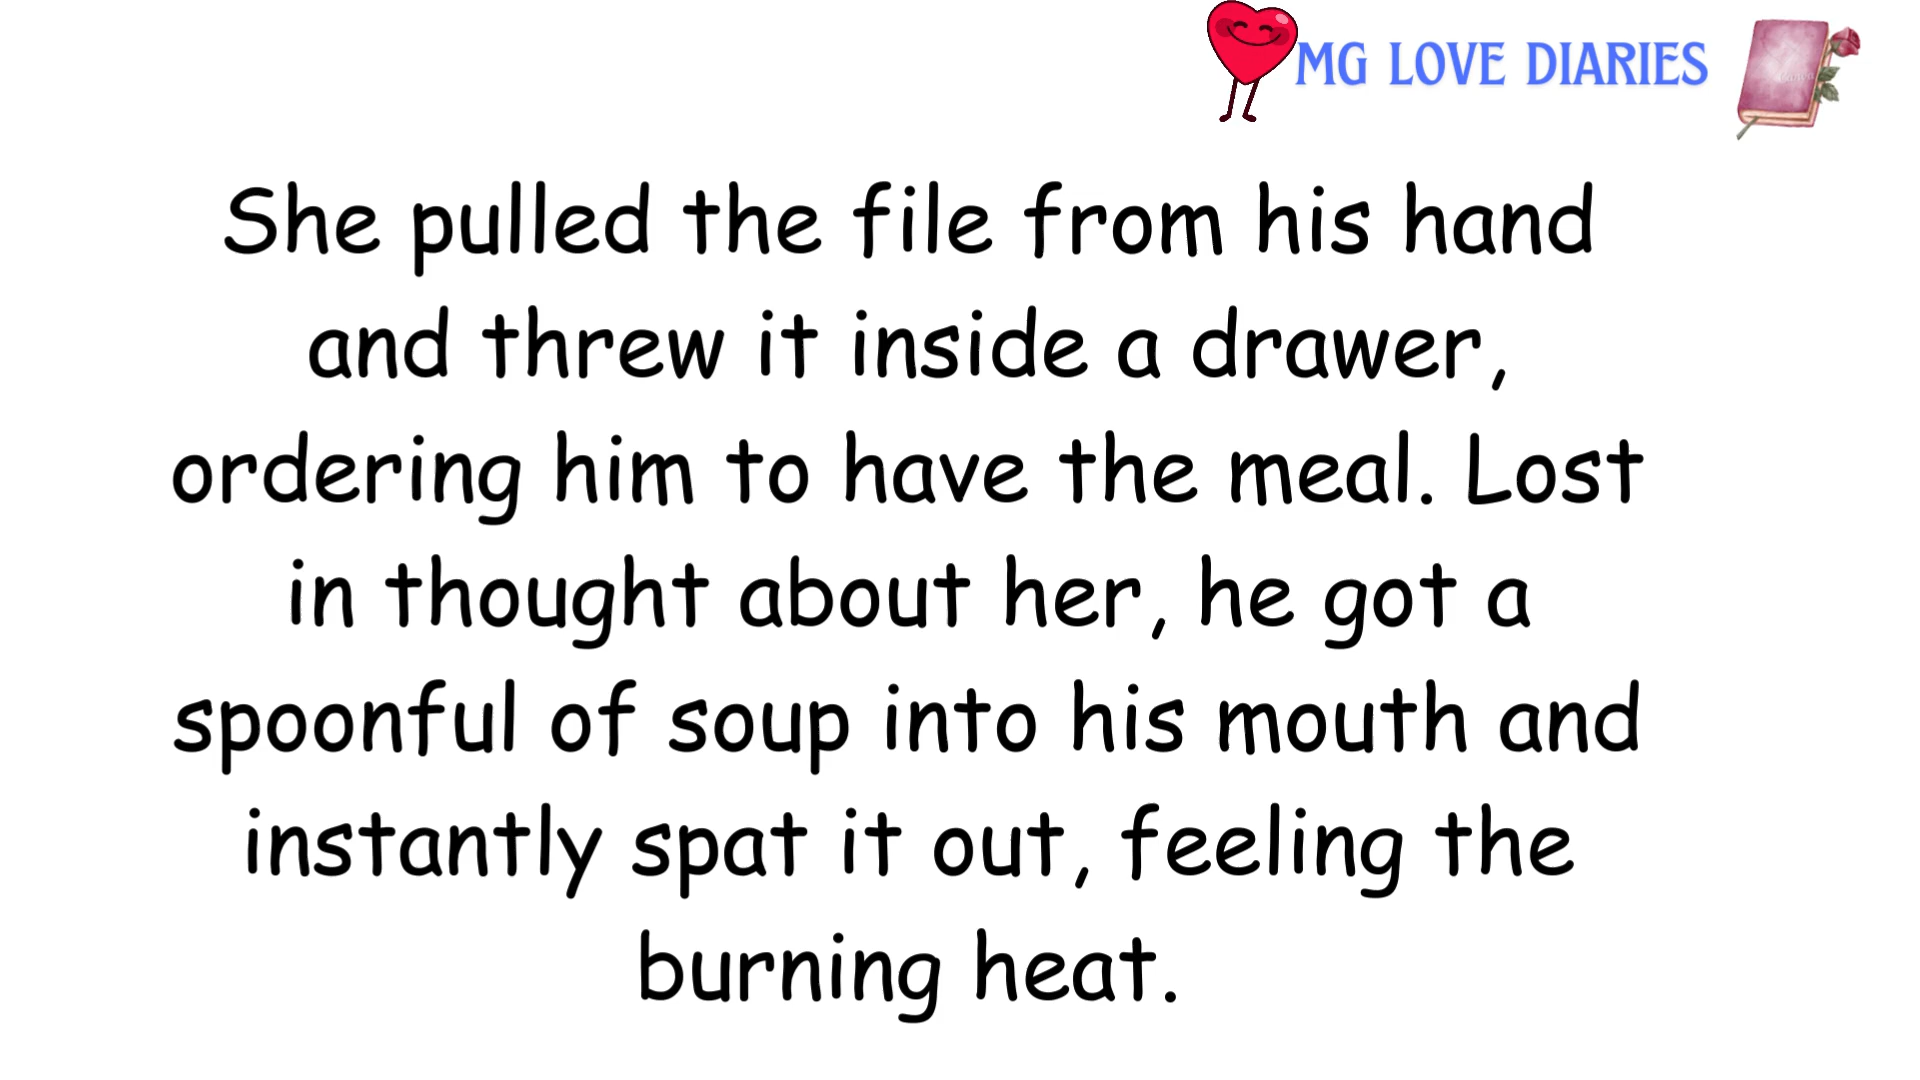 MG LOVE DIARIES
She pulled the file from his hand
and threw it inside a drawer,
ordering him to have the meal. Lost
in thought about her, he got a
spoonful of soup into his mouth and
instantly spat it out, feeling the
burning heat.